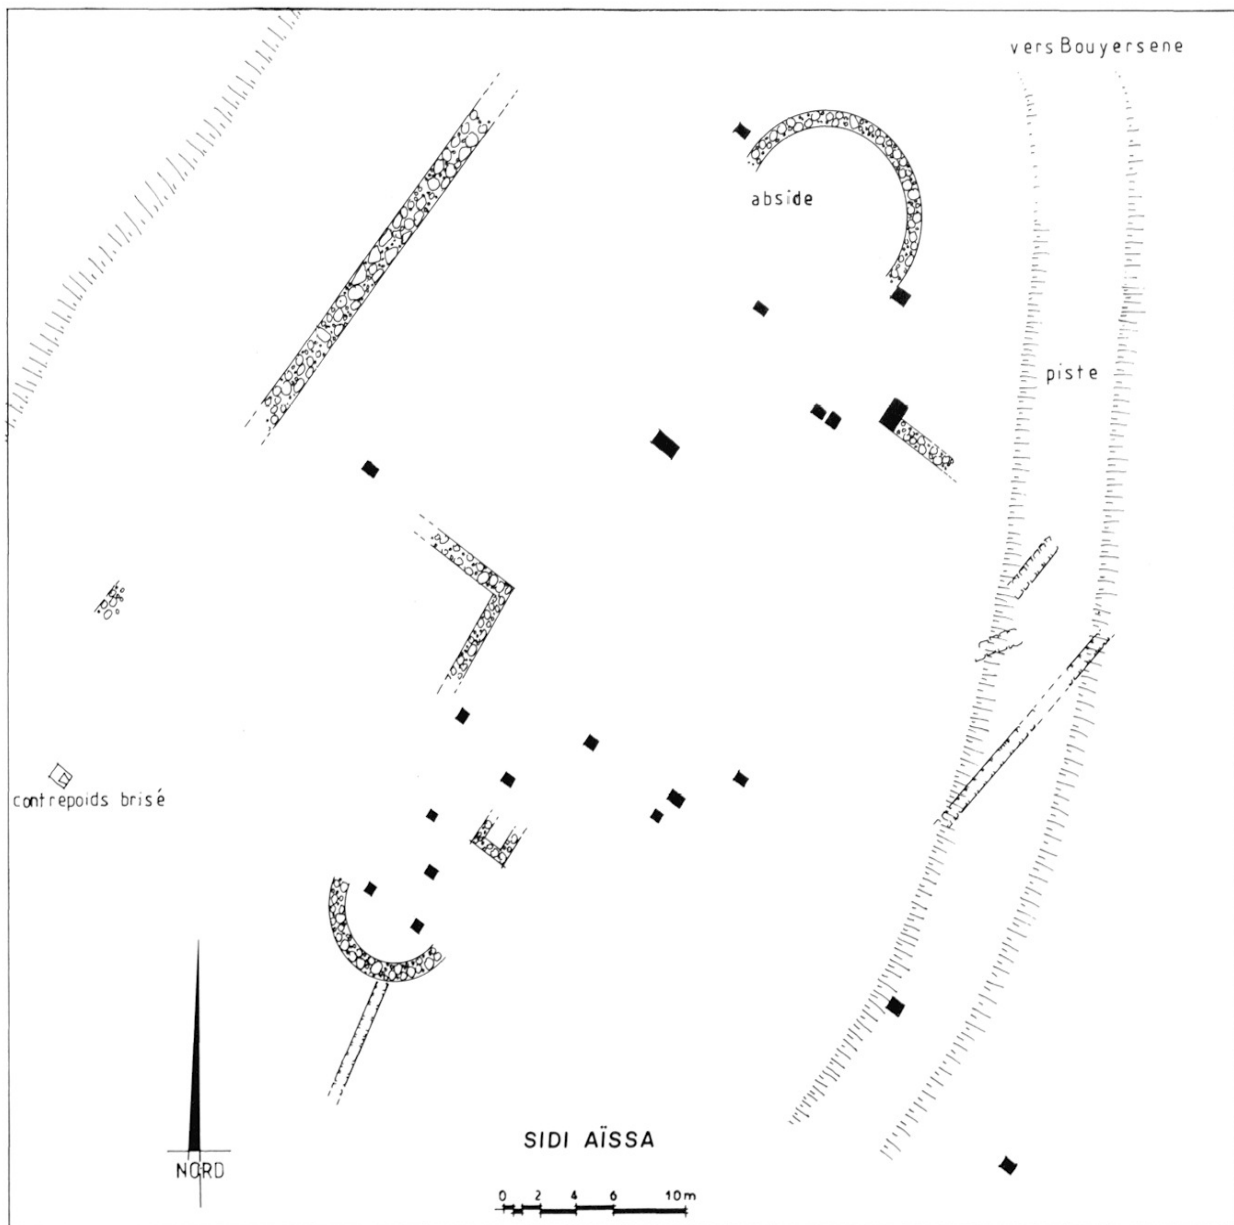 vers Bouyersene
abside
piste
contrepoids brisé
NORD
SIDI AÏSSA
0 2 4 6 10m